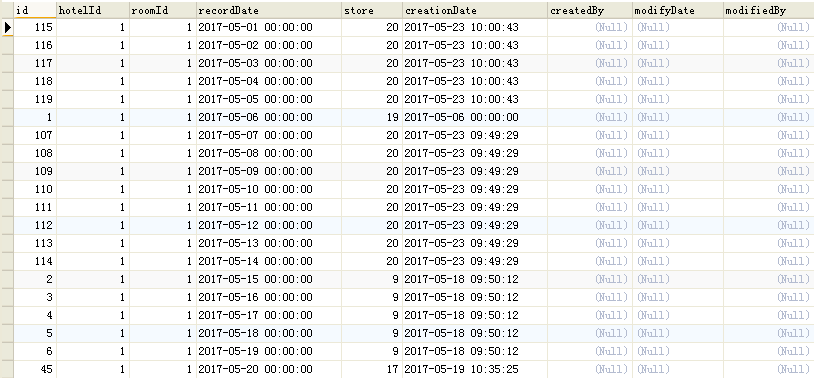 id hotelId roomId recordDate store creationDate createdBy modifyDate modifiedBy
115 1 1 2017-05-01 00:00:00 20 2017-05-23 10:00:43 (Null) (Null) (Null)
116 1 1 2017-05-02 00:00:00 20 2017-05-23 10:00:43 (Null) (Null) (Null)
117 1 1 2017-05-03 00:00:00 20 2017-05-23 10:00:43 (Null) (Null) (Null)
118 1 1 2017-05-04 00:00:00 20 2017-05-23 10:00:43 (Null) (Null) (Null)
119 1 1 2017-05-05 00:00:00 20 2017-05-23 10:00:43 (Null) (Null) (Null)
1 1 1 2017-05-06 00:00:00 19 2017-05-06 00:00:00 (Null) (Null) (Null)
107 1 1 2017-05-07 00:00:00 20 2017-05-23 09:49:29 (Null) (Null) (Null)
108 1 1 2017-05-08 00:00:00 20 2017-05-23 09:49:29 (Null) (Null) (Null)
109 1 1 2017-05-09 00:00:00 20 2017-05-23 09:49:29 (Null) (Null) (Null)
110 1 1 2017-05-10 00:00:00 20 2017-05-23 09:49:29 (Null) (Null) (Null)
111 1 1 2017-05-11 00:00:00 20 2017-05-23 09:49:29 (Null) (Null) (Null)
112 1 1 2017-05-12 00:00:00 20 2017-05-23 09:49:29 (Null) (Null) (Null)
113 1 1 2017-05-13 00:00:00 20 2017-05-23 09:49:29 (Null) (Null) (Null)
114 1 1 2017-05-14 00:00:00 20 2017-05-23 09:49:29 (Null) (Null) (Null)
2 1 1 2017-05-15 00:00:00 9 2017-05-18 09:50:12 (Null) (Null) (Null)
3 1 1 2017-05-16 00:00:00 9 2017-05-18 09:50:12 (Null) (Null) (Null)
4 1 1 2017-05-17 00:00:00 9 2017-05-18 09:50:12 (Null) (Null) (Null)
5 1 1 2017-05-18 00:00:00 9 2017-05-18 09:50:12 (Null) (Null) (Null)
6 1 1 2017-05-19 00:00:00 9 2017-05-18 09:50:12 (Null) (Null) (Null)
45 1 1 2017-05-20 00:00:00 17 2017-05-19 10:35:25 (Null) (Null) (Null)